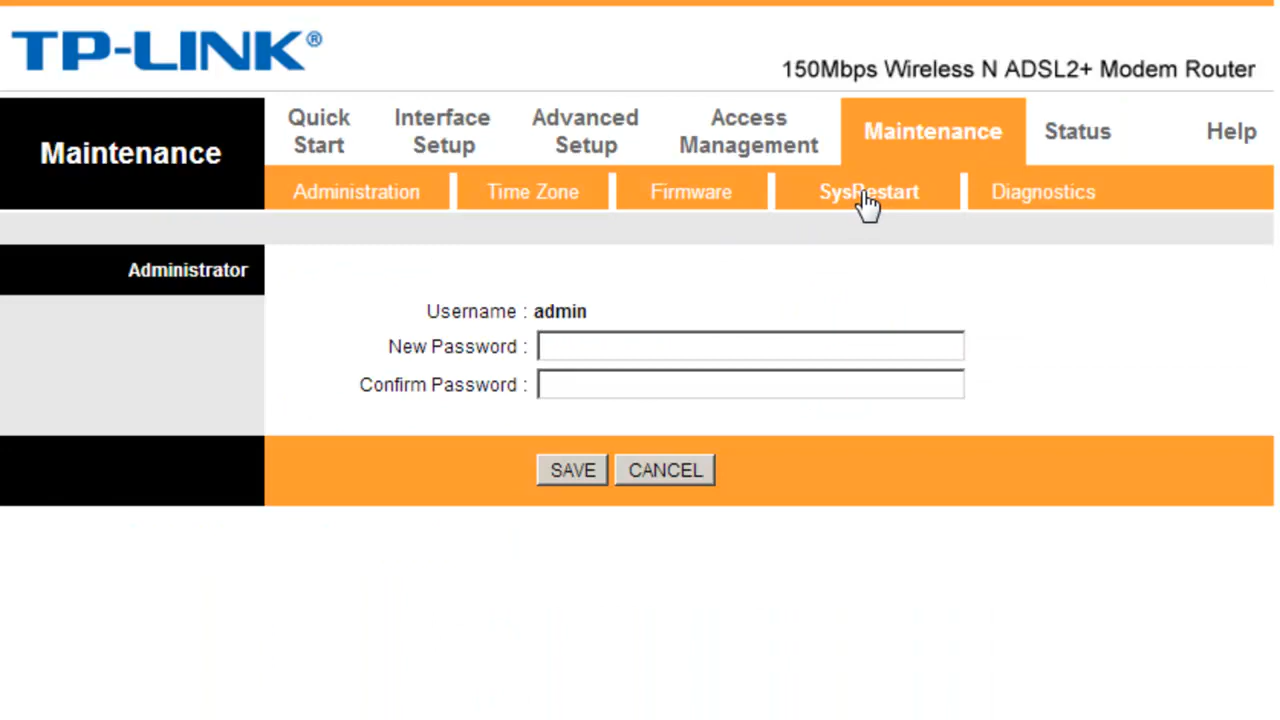 TP-LINK®
150Mbps Wireless N ADSL2+ Modem Router
Maintenance
Quick Start
Interface Setup
Advanced Setup
Access Management
Maintenance
Status
Help
Administration
Time Zone
Firmware
SysRestart
Diagnostics
Administrator
Username : admin
New Password :
Confirm Password :
SAVE CANCEL